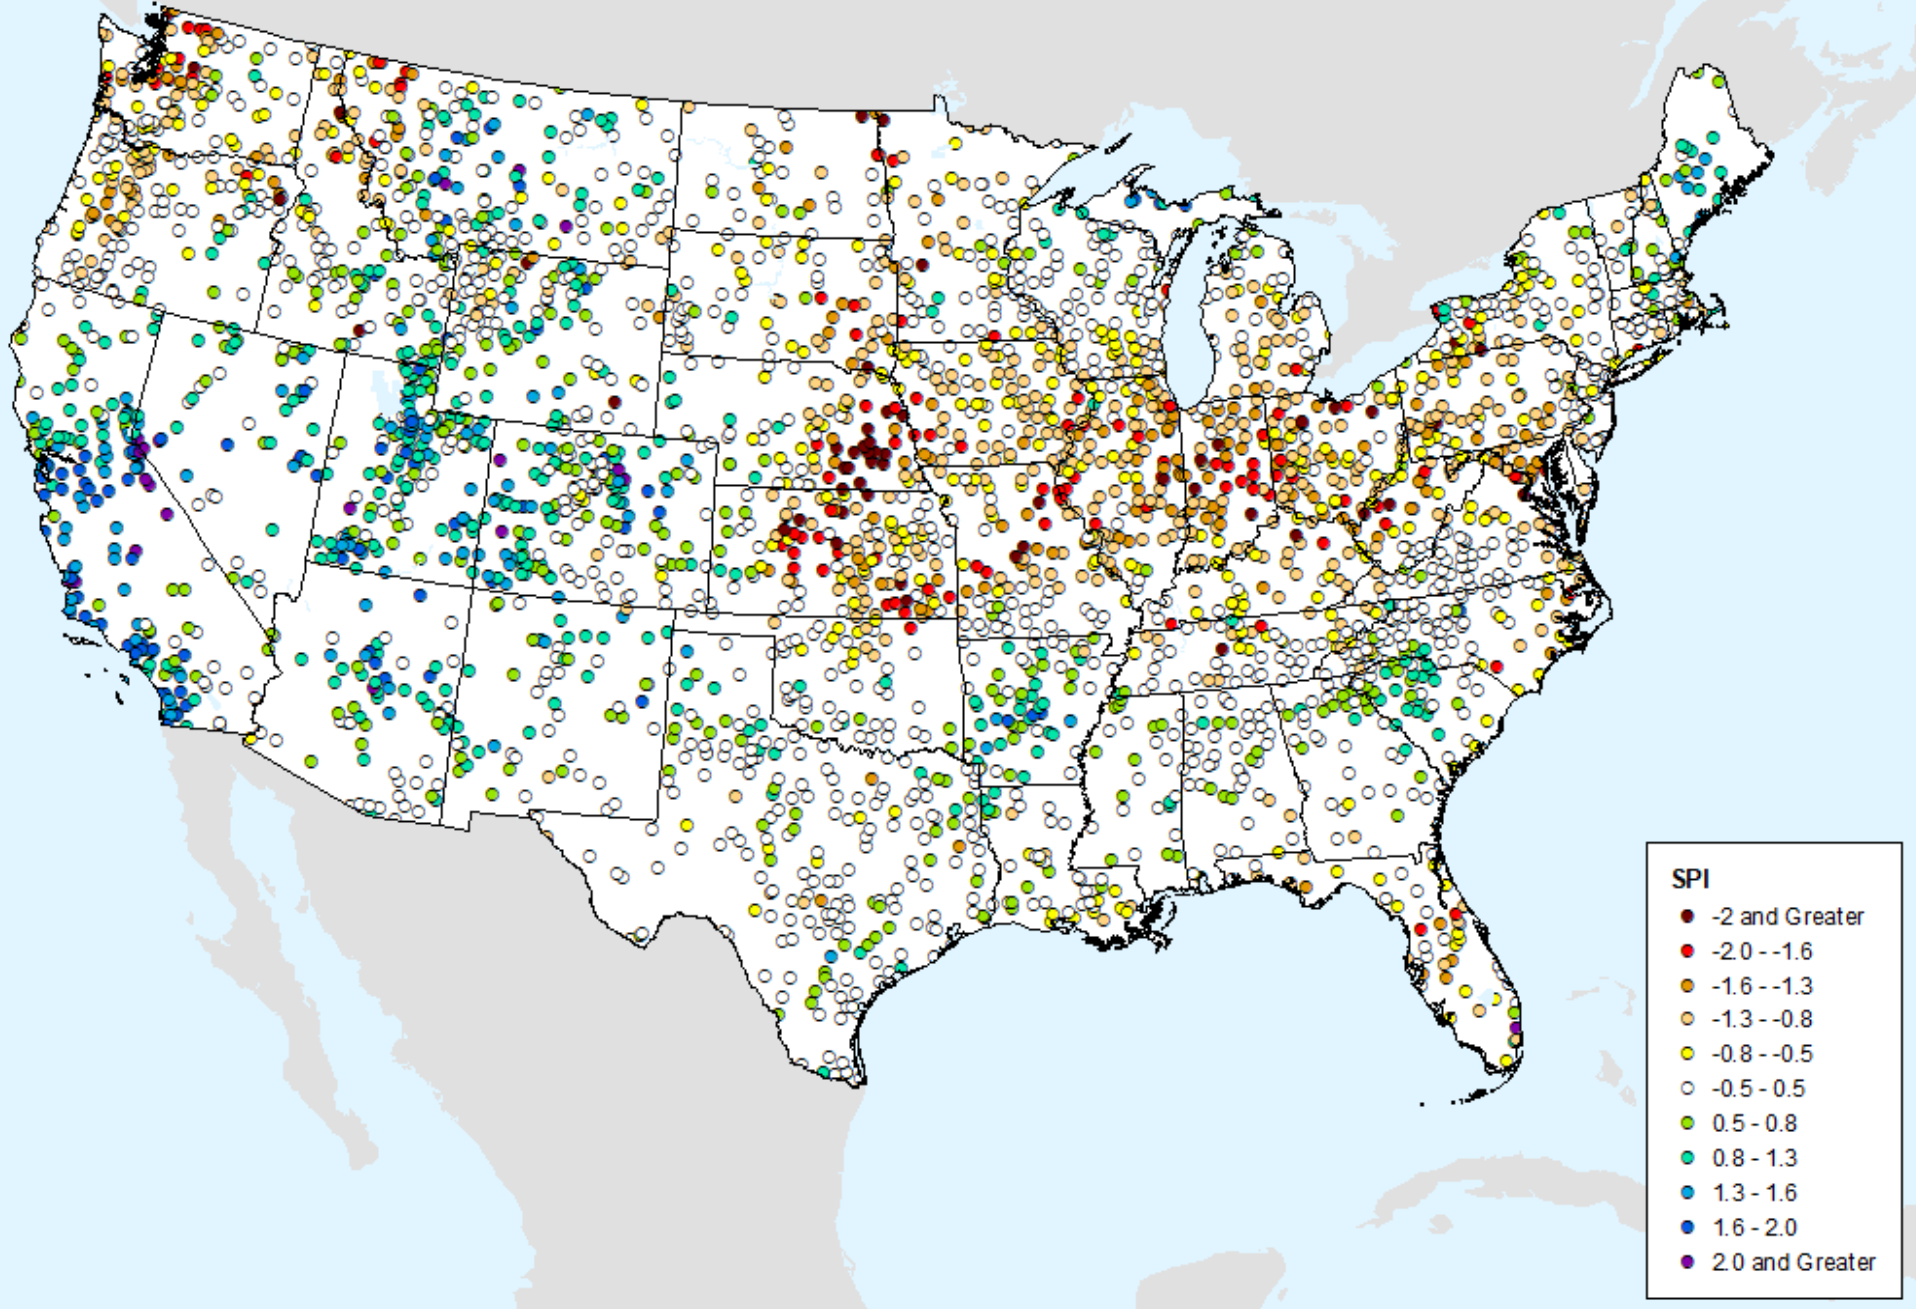 SPI
-2 and Greater
-2.0 - -1.6
-1.6 - -1.3
-1.3 - -0.8
-0.8 - -0.5
-0.5 - 0.5
0.5 - 0.8
0.8 - 1.3
1.3 - 1.6
1.6 - 2.0
2.0 and Greater